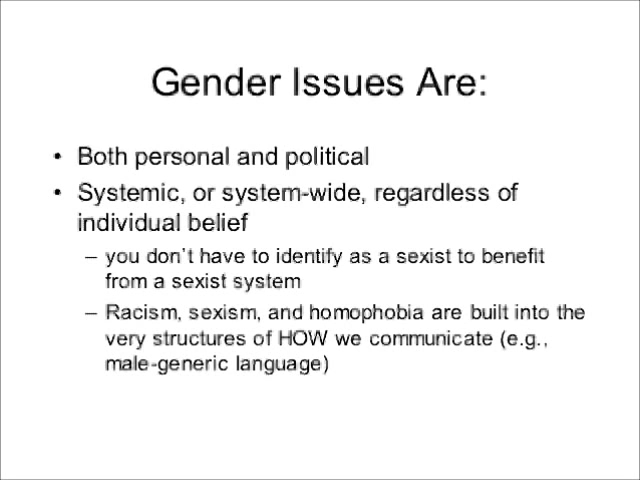 Gender Issues Are:
• Both personal and political
• Systemic, or system-wide, regardless of
individual belief
– you don't have to identify as a sexist to benefit
from a sexist system
– Racism, sexism, and homophobia are built into the
very structures of HOW we communicate (e.g.,
male-generic language)